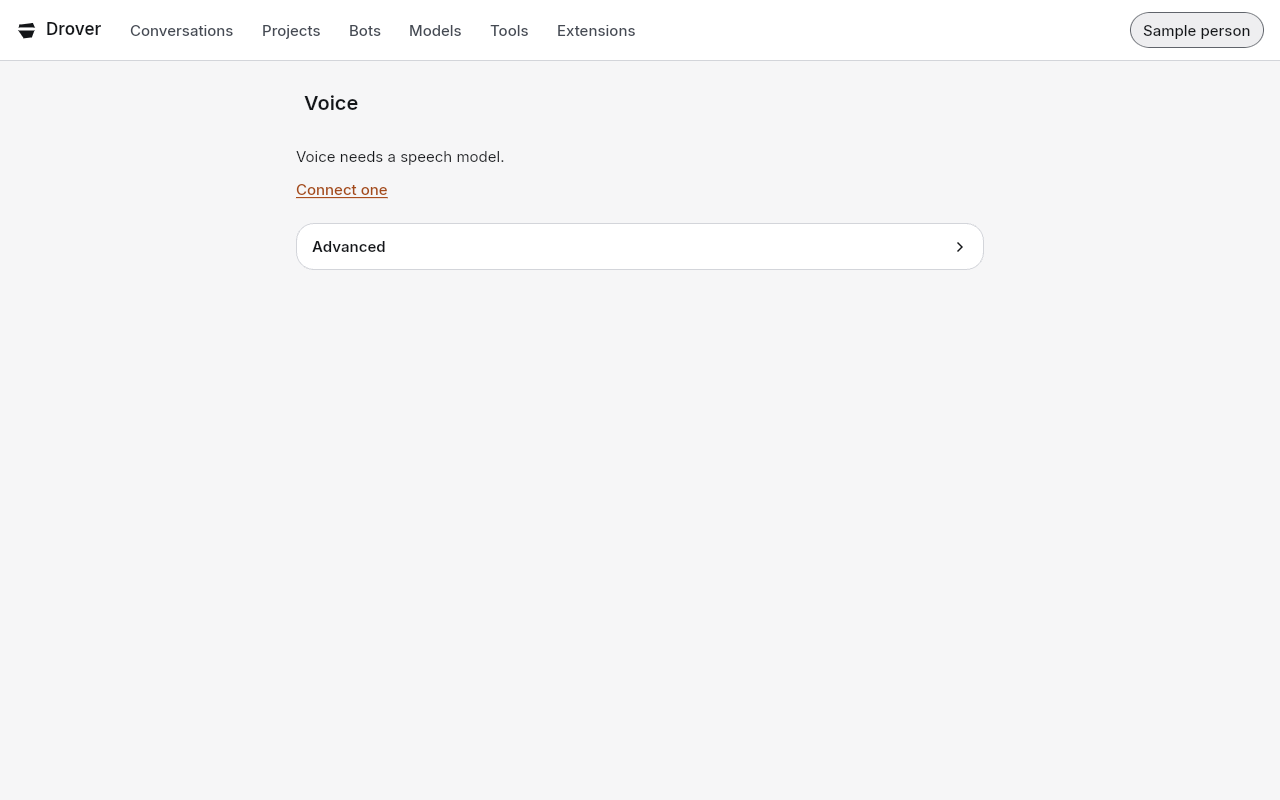 Drover
Conversations
Projects
Bots
Models
Tools
Extensions
Sample person
Voice
Voice needs a speech model.
Connect one
Advanced